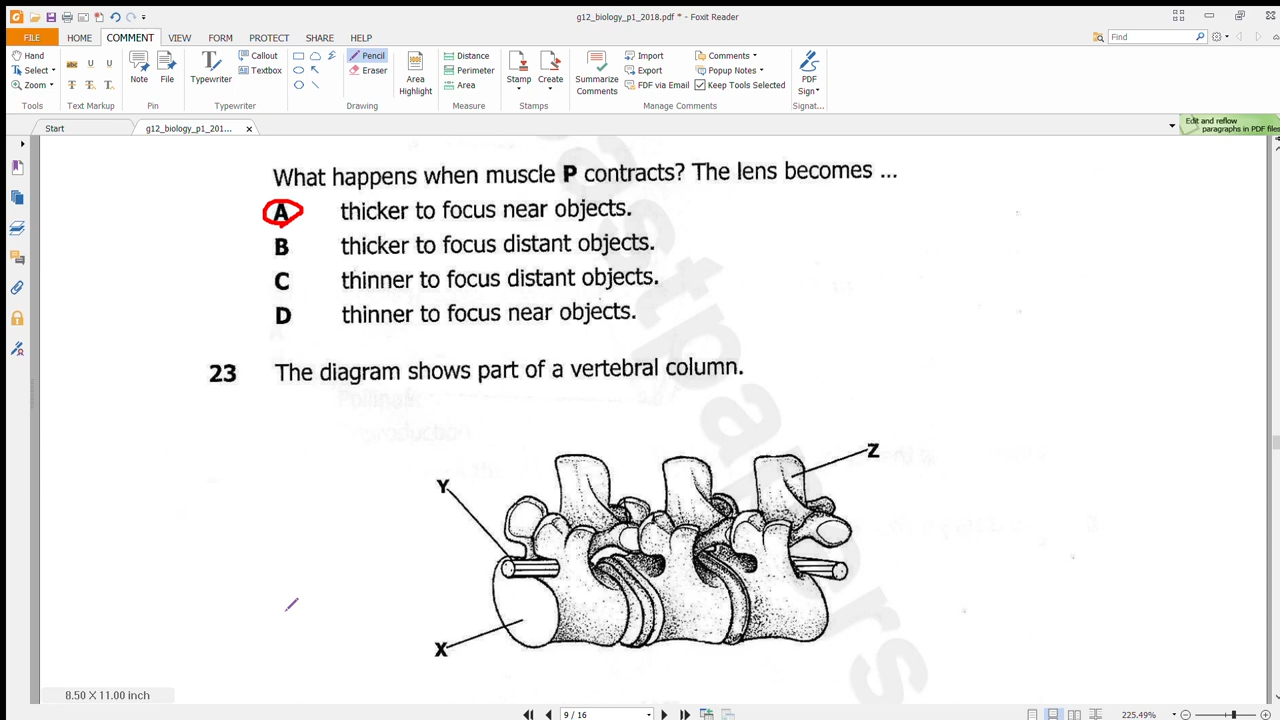 g12_biology_p1_2018.pdf * - Foxit Reader
FILE HOME COMMENT VIEW FORM PROTECT SHARE HELP
Find
Hand
Select
Zoom
Tools
Text Markup
Note
File
Pin
Typewriter
Callout
Textbox
Typewriter
Pencil
Eraser
Drawing
Area Highlight
Distance
Perimeter
Area
Measure
Stamp
Create
Stamps
Summarize Comments
Import
Export
FDF via Email
Comments
Popup Notes
Keep Tools Selected
Manage Comments
PDF Sign
Signat...
Start
g12_biology_p1_201...
Edit and reflow
paragraphs in PDF files
What happens when muscle P contracts? The lens becomes ...
A thicker to focus near objects.
B thicker to focus distant objects.
C thinner to focus distant objects.
D thinner to focus near objects.
23 The diagram shows part of a vertebral column.
Z
Y
X
pastpapers
8.50 X 11.00 inch
9 / 16
225.49%